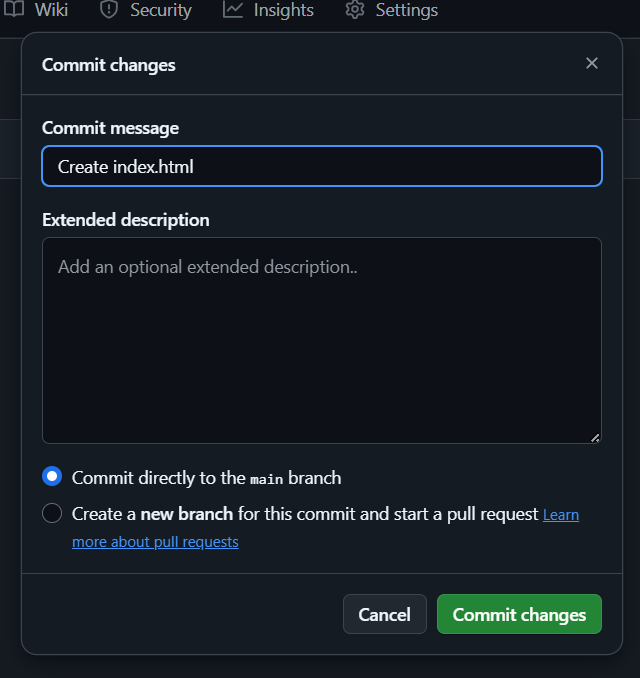 Wiki Security Insights Settings
Commit changes
Commit message
Create index.html
Extended description
Add an optional extended description..
Commit directly to the main branch
Create a new branch for this commit and start a pull request Learn
more about pull requests
Cancel Commit changes